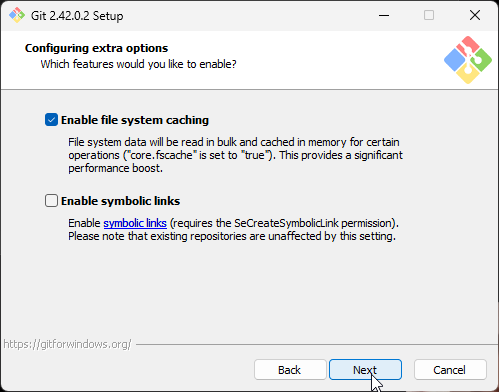 Git 2.42.0.2 Setup
Configuring extra options
Which features would you like to enable?
Enable file system caching
File system data will be read in bulk and cached in memory for certain
operations ("core.fscache" is set to "true"). This provides a significant
performance boost.
Enable symbolic links
Enable symbolic links (requires the SeCreateSymbolicLink permission).
Please note that existing repositories are unaffected by this setting.
https://gitforwindows.org/
Back
Next
Cancel